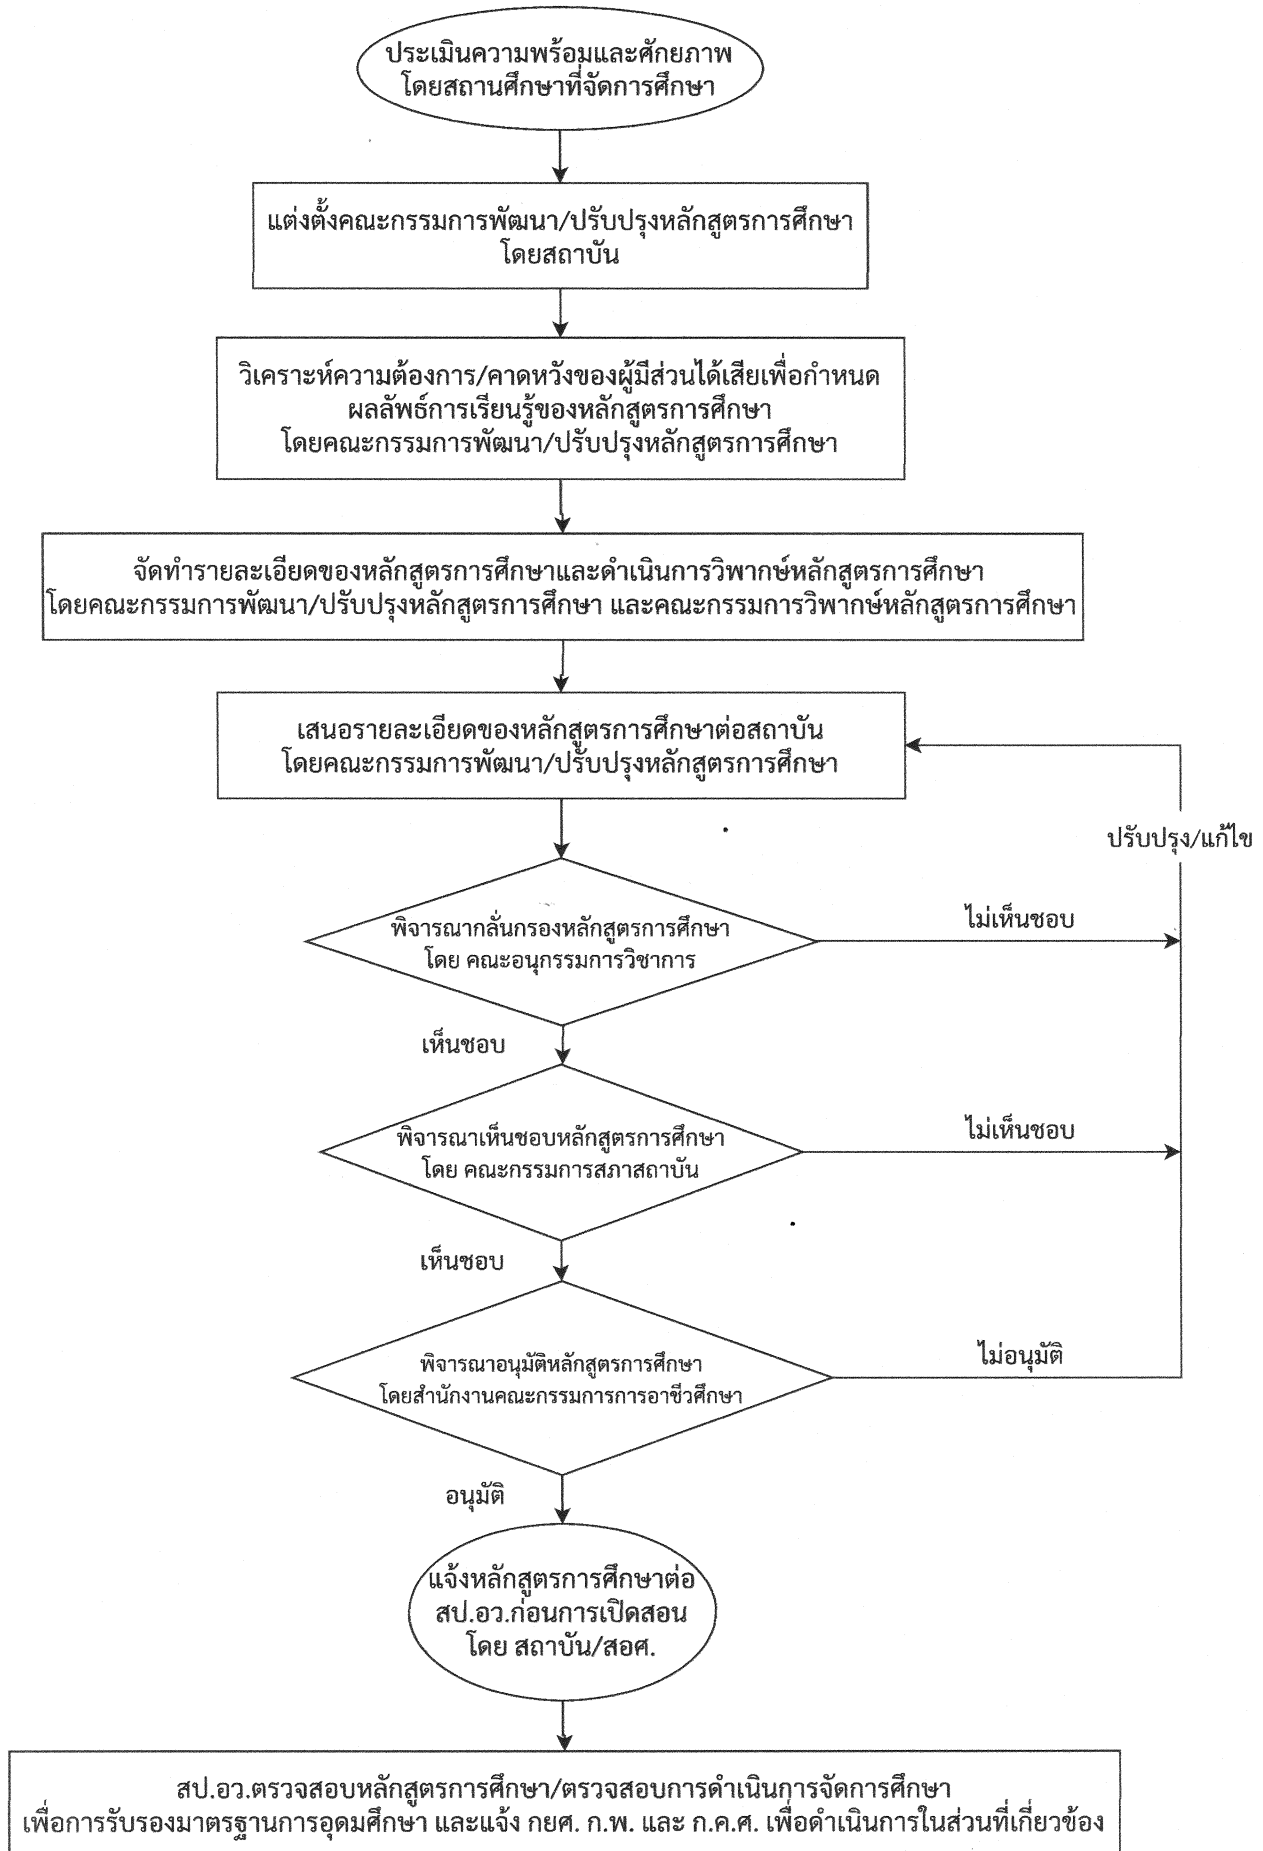 ประเมินความพร้อมและศักยภาพ
โดยสถานศึกษาที่จัดการศึกษา
แต่งตั้งคณะกรรมการพัฒนา/ปรับปรุงหลักสูตรการศึกษา
โดยสถาบัน
วิเคราะห์ความต้องการ/คาดหวังของผู้มีส่วนได้เสียเพื่อกำหนด
ผลลัพธ์การเรียนรู้ของหลักสูตรการศึกษา
โดยคณะกรรมการพัฒนา/ปรับปรุงหลักสูตรการศึกษา
จัดทำรายละเอียดของหลักสูตรการศึกษาและดำเนินการวิพากษ์หลักสูตรการศึกษา
โดยคณะกรรมการพัฒนา/ปรับปรุงหลักสูตรการศึกษา และคณะกรรมการวิพากษ์หลักสูตรการศึกษา
เสนอรายละเอียดของหลักสูตรการศึกษาต่อสถาบัน
โดยคณะกรรมการพัฒนา/ปรับปรุงหลักสูตรการศึกษา
ปรับปรุง/แก้ไข
พิจารณากลั่นกรองหลักสูตรการศึกษา
โดย คณะอนุกรรมการวิชาการ
ไม่เห็นชอบ
เห็นชอบ
พิจารณาเห็นชอบหลักสูตรการศึกษา
โดย คณะกรรมการสภาสถาบัน
ไม่เห็นชอบ
เห็นชอบ
พิจารณาอนุมัติหลักสูตรการศึกษา
โดยสำนักงานคณะกรรมการการอาชีวศึกษา
ไม่อนุมัติ
อนุมัติ
แจ้งหลักสูตรการศึกษาต่อ
สป.อว.ก่อนการเปิดสอน
โดย สถาบัน/สอศ.
สป.อว.ตรวจสอบหลักสูตรการศึกษา/ตรวจสอบการดำเนินการจัดการศึกษา
เพื่อการรับรองมาตรฐานการอุดมศึกษา และแจ้ง กยศ. ก.พ. และ ก.ค.ศ. เพื่อดำเนินการในส่วนที่เกี่ยวข้อง